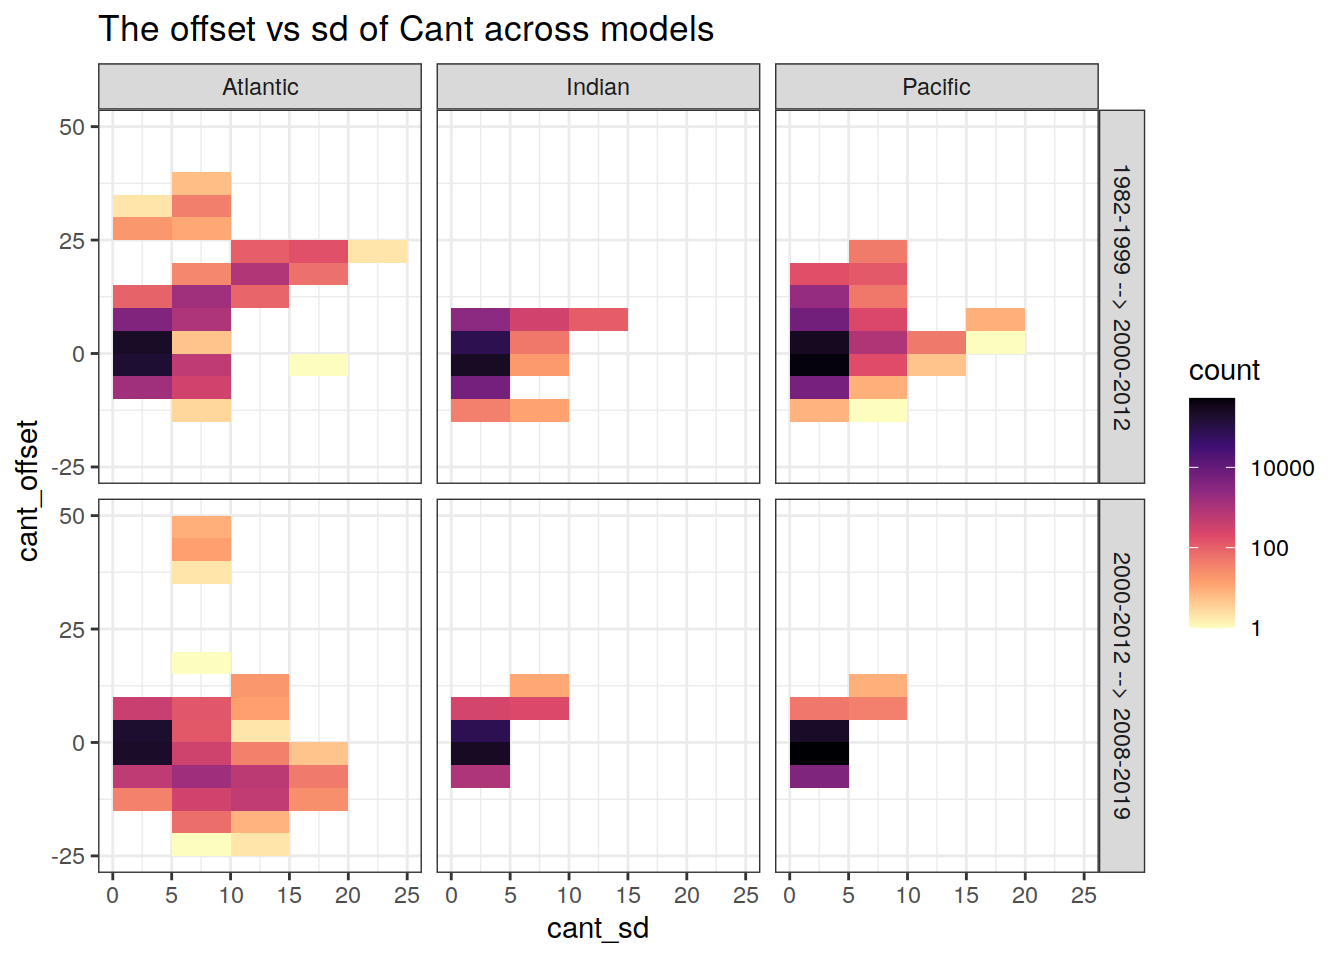 The offset vs sd of Cant across models
Atlantic
Indian
Pacific
50
25
0
-25
1982-1999 --> 2000-2012
50
25
0
-25
2000-2012 --> 2008-2019
cant_offset
0 5 10 15 20 25
0 5 10 15 20 25
0 5 10 15 20 25
cant_sd
count
10000
100
1